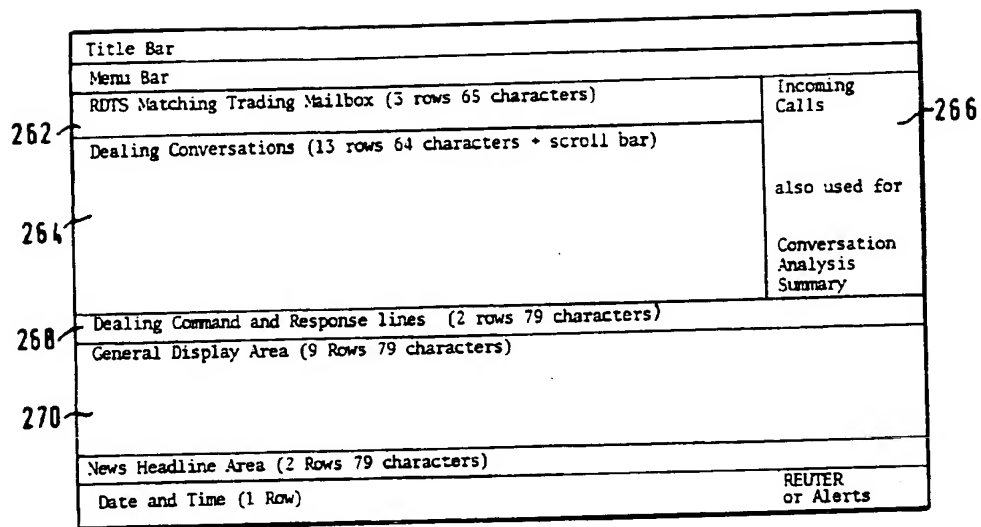 Title Bar
Menu Bar
RDTS Matching Trading Mailbox (3 rows 65 characters)
Incoming
Calls
266
262
Dealing Conversations (13 rows 64 characters + scroll bar)
also used for
264
Conversation
Analysis
Summary
268
Dealing Command and Response lines (2 rows 79 characters)
General Display Area (9 Rows 79 characters)
270
News Headline Area (2 Rows 79 characters)
Date and Time (1 Row)
REUTER
or Alerts